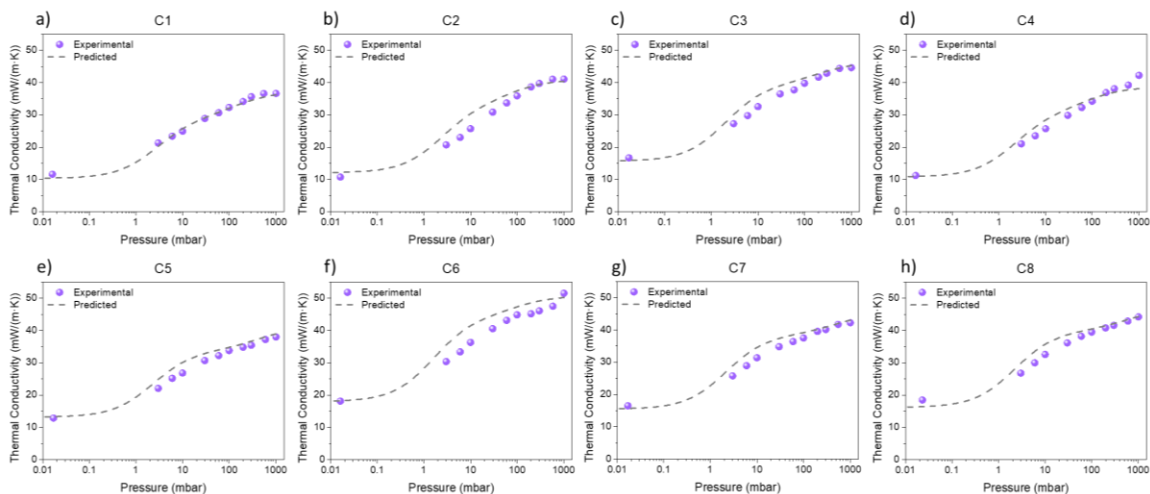 a) C1
Thermal Conductivity (mW/(m·K))
50
40
30
20
10
0
Experimental
Predicted
0.01 0.1 1 10 100 1000
Pressure (mbar)
b) C2
Thermal Conductivity (mW/(m·K))
50
40
30
20
10
0
Experimental
Predicted
0.01 0.1 1 10 100 1000
Pressure (mbar)
c) C3
Thermal Conductivity (mW/(m·K))
50
40
30
20
10
0
Experimental
Predicted
0.01 0.1 1 10 100 1000
Pressure (mbar)
d) C4
Thermal Conductivity (mW/(m·K))
50
40
30
20
10
0
Experimental
Predicted
0.01 0.1 1 10 100 1000
Pressure (mbar)
e) C5
Thermal Conductivity (mW/(m·K))
50
40
30
20
10
0
Experimental
Predicted
0.01 0.1 1 10 100 1000
Pressure (mbar)
f) C6
Thermal Conductivity (mW/(m·K))
50
40
30
20
10
0
Experimental
Predicted
0.01 0.1 1 10 100 1000
Pressure (mbar)
g) C7
Thermal Conductivity (mW/(m·K))
50
40
30
20
10
0
Experimental
Predicted
0.01 0.1 1 10 100 1000
Pressure (mbar)
h) C8
Thermal Conductivity (mW/(m·K))
50
40
30
20
10
0
Experimental
Predicted
0.01 0.1 1 10 100 1000
Pressure (mbar)